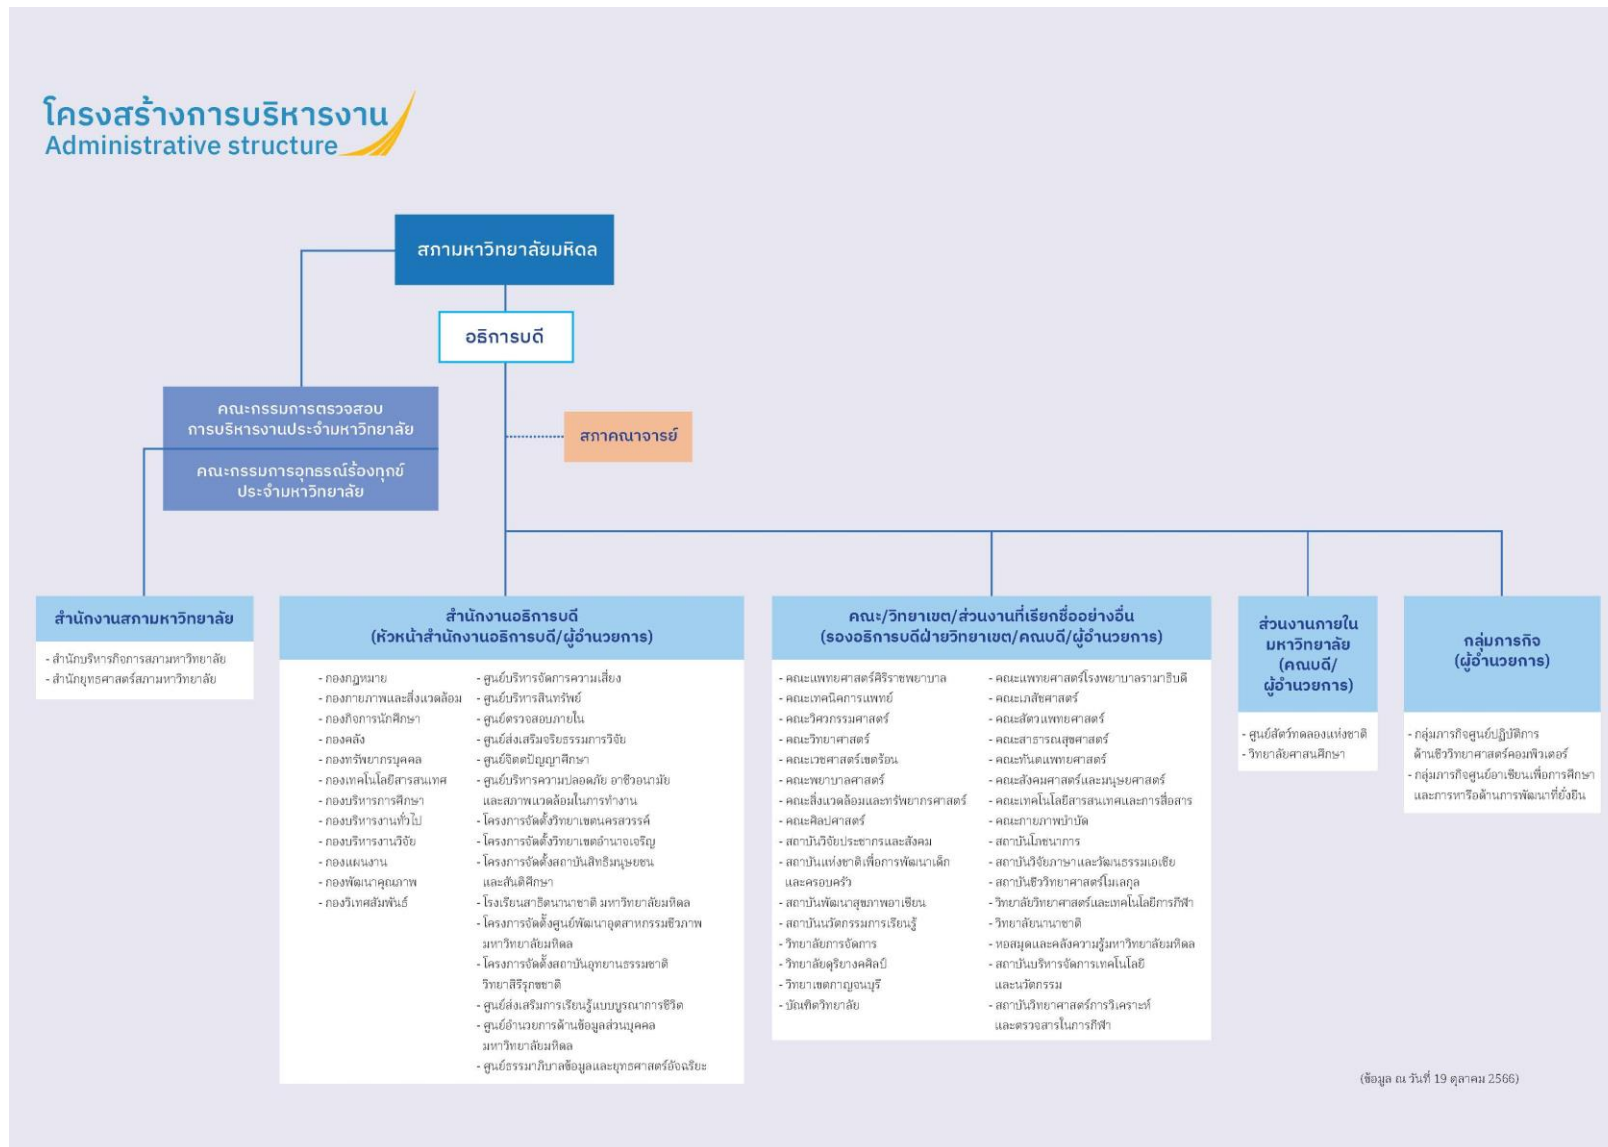 โครงสร้างการบริหารงาน
Administrative structure
สภามหาวิทยาลัยมหิดล
อธิการบดี
คณะกรรมการตรวจสอบ
การบริหารงานประจำมหาวิทยาลัย
สภาคณาจารย์
คณะกรรมการอุทธรณ์ร้องทุกข์
ประจำมหาวิทยาลัย
สำนักงานสภามหาวิทยาลัย
- สำนักบริหารกิจการสภามหาวิทยาลัย
- สำนักยุทธศาสตร์สภามหาวิทยาลัย
สำนักงานอธิการบดี
(หัวหน้าสำนักงานอธิการบดี/ผู้อำนวยการ)
- กองกฎหมาย
- กองกายภาพและสิ่งแวดล้อม
- กองกิจการนักศึกษา
- กองคลัง
- กองทรัพยากรบุคคล
- กองเทคโนโลยีสารสนเทศ
- กองบริหารการศึกษา
- กองบริหารงานทั่วไป
- กองบริหารงานวิจัย
- กองแผนงาน
- กองพัฒนาคุณภาพ
- กองวิเทศสัมพันธ์
- ศูนย์บริหารจัดการความเสี่ยง
- ศูนย์บริหารสินทรัพย์
- ศูนย์ตรวจสอบภายใน
- ศูนย์ส่งเสริมจริยธรรมการวิจัย
- ศูนย์จิตตปัญญาศึกษา
- ศูนย์บริหารความปลอดภัย อาชีวอนามัย
และสภาพแวดล้อมในการทำงาน
- โครงการจัดตั้งวิทยาเขตนครสวรรค์
- โครงการจัดตั้งวิทยาเขตอำนาจเจริญ
- โครงการจัดตั้งสถาบันสิทธิมนุษยชน
และสันติศึกษา
- โรงเรียนสาธิตนานาชาติ มหาวิทยาลัยมหิดล
- โครงการจัดตั้งศูนย์พัฒนาอุตสาหกรรมชีวภาพ
มหาวิทยาลัยมหิดล
- โครงการจัดตั้งสถาบันอุทยานธรรมชาติ
วิทยาสิรีรุกขชาติ
- ศูนย์ส่งเสริมการเรียนรู้แบบบูรณาการชีวิต
- ศูนย์อำนวยการด้านข้อมูลส่วนบุคคล
มหาวิทยาลัยมหิดล
- ศูนย์ธรรมาภิบาลข้อมูลและยุทธศาสตร์อัจฉริยะ
คณะ/วิทยาเขต/ส่วนงานที่เรียกชื่ออย่างอื่น
(รองอธิการบดีฝ่ายวิทยาเขต/คณบดี/ผู้อำนวยการ)
- คณะแพทยศาสตร์ศิริราชพยาบาล
- คณะเทคนิคการแพทย์
- คณะวิศวกรรมศาสตร์
- คณะวิทยาศาสตร์
- คณะเวชศาสตร์เขตร้อน
- คณะพยาบาลศาสตร์
- คณะสิ่งแวดล้อมและทรัพยากรศาสตร์
- คณะศิลปศาสตร์
- สถาบันวิจัยประชากรและสังคม
- สถาบันแห่งชาติเพื่อการพัฒนาเด็ก
และครอบครัว
- สถาบันพัฒนาสุขภาพอาเซียน
- สถาบันนวัตกรรมการเรียนรู้
- วิทยาลัยการจัดการ
- วิทยาลัยดุริยางคศิลป์
- วิทยาเขตกาญจนบุรี
- บัณฑิตวิทยาลัย
- คณะแพทยศาสตร์โรงพยาบาลรามาธิบดี
- คณะเภสัชศาสตร์
- คณะสัตวแพทยศาสตร์
- คณะสาธารณสุขศาสตร์
- คณะทันตแพทยศาสตร์
- คณะสังคมศาสตร์และมนุษยศาสตร์
- คณะเทคโนโลยีสารสนเทศและการสื่อสาร
- คณะกายภาพบำบัด
- สถาบันโภชนาการ
- สถาบันวิจัยภาษาและวัฒนธรรมเอเชีย
- สถาบันชีววิทยาศาสตร์โมเลกุล
- วิทยาลัยวิทยาศาสตร์และเทคโนโลยีการกีฬา
- วิทยาลัยนานาชาติ
- หอสมุดและคลังความรู้มหาวิทยาลัยมหิดล
- สถาบันบริหารจัดการเทคโนโลยี
และนวัตกรรม
- สถาบันวิทยาศาสตร์การวิเคราะห์
และตรวจสารในการกีฬา
ส่วนงานภายใน
มหาวิทยาลัย
(คณบดี/
ผู้อำนวยการ)
- ศูนย์สัตว์ทดลองแห่งชาติ
- วิทยาลัยศาสนศึกษา
กลุ่มภารกิจ
(ผู้อำนวยการ)
- กลุ่มภารกิจศูนย์ปฏิบัติการ
ด้านชีววิทยาศาสตร์คอมพิวเตอร์
- กลุ่มภารกิจศูนย์อาเซียนเพื่อการศึกษา
และการหารือด้านการพัฒนาที่ยั่งยืน
(ข้อมูล ณ วันที่ 19 ตุลาคม 2566)